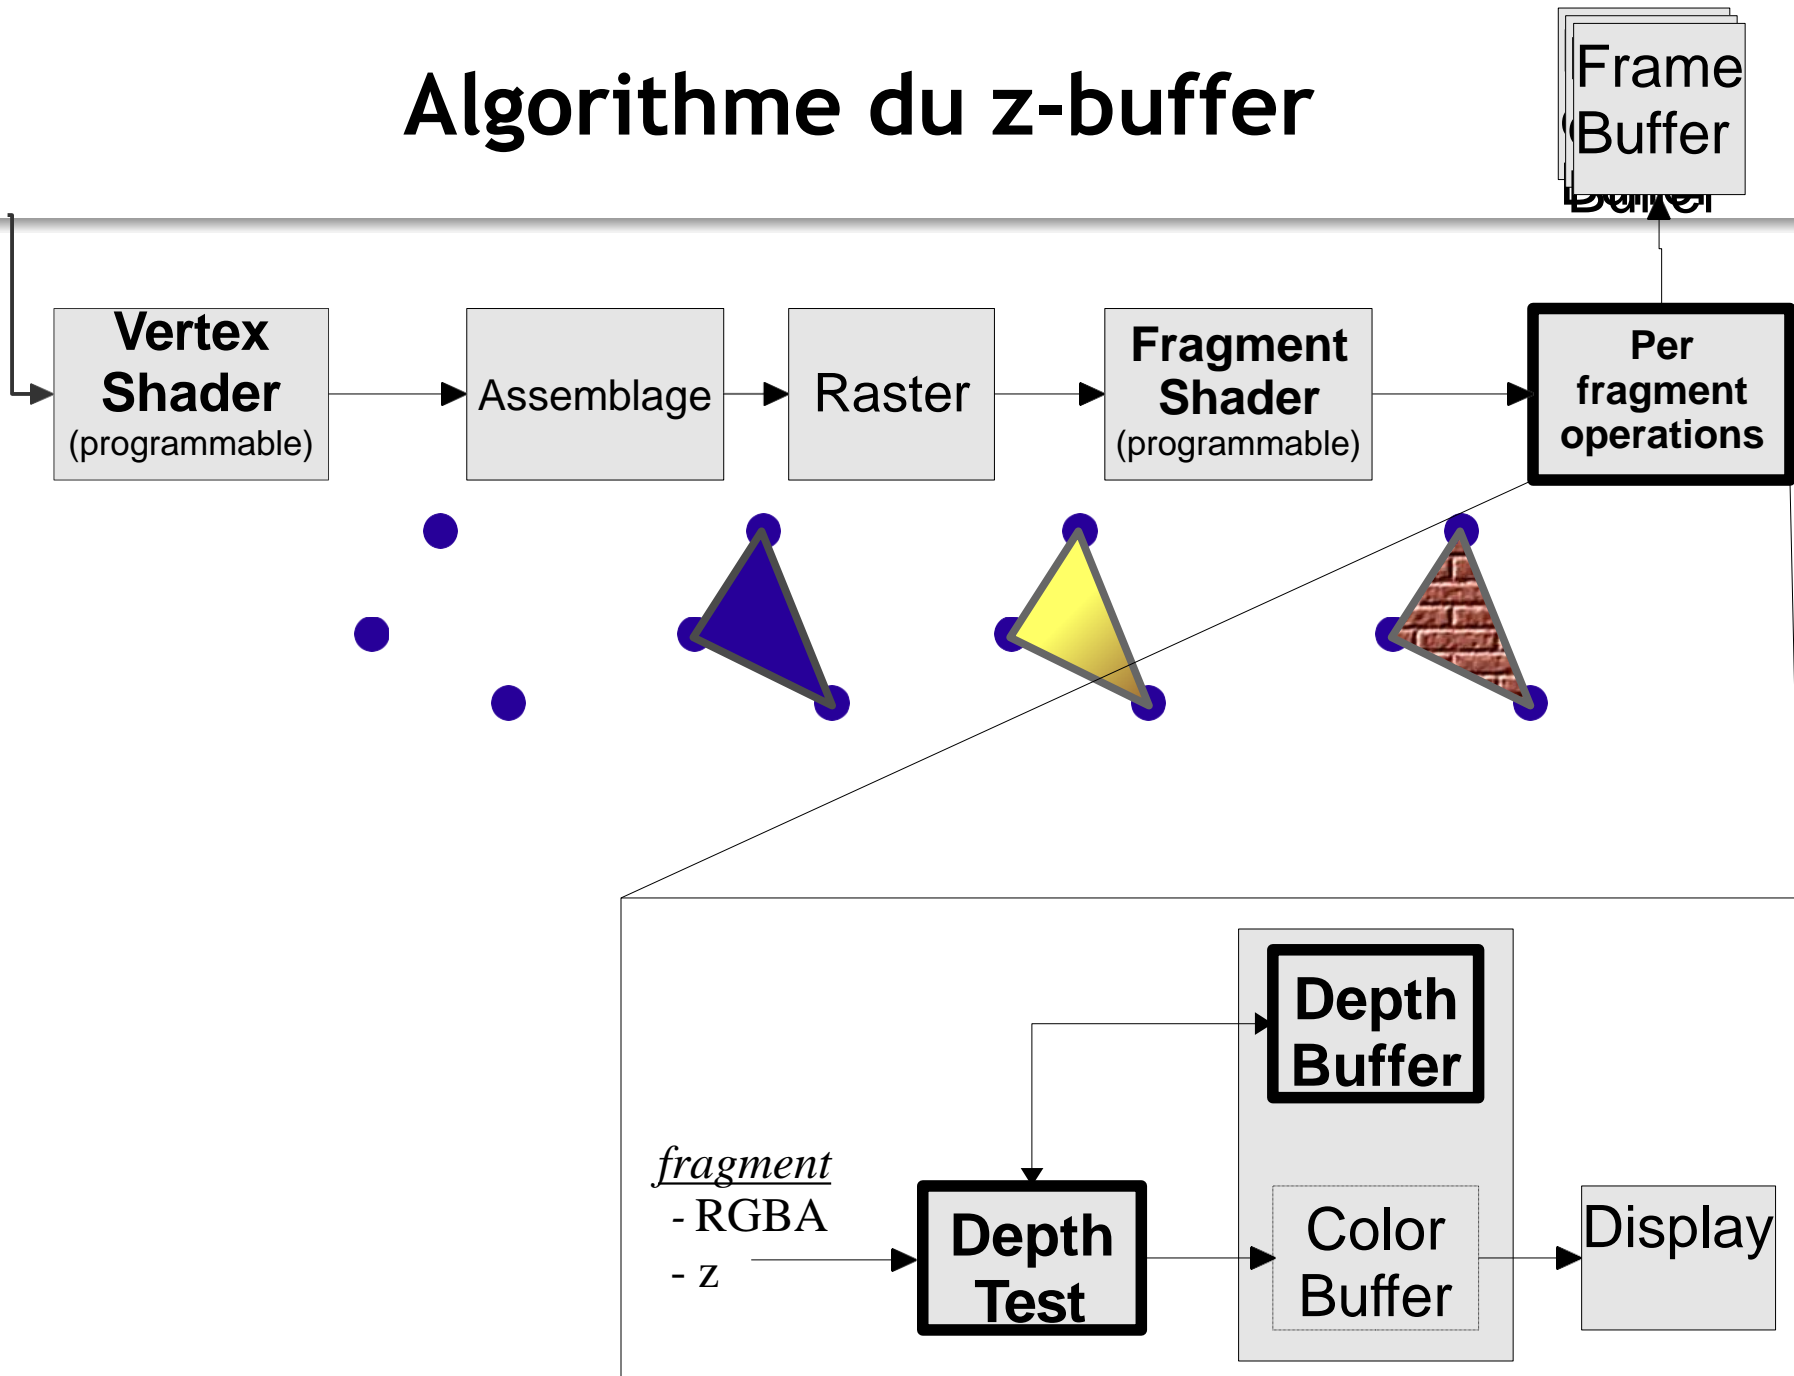 Algorithme du z-buffer
Frame
Buffer
Buffer
Vertex
Shader
(programmable)
Assemblage
Raster
Fragment
Shader
(programmable)
Per
fragment
operations
Depth
Buffer
fragment
- RGBA
- z
Depth
Test
Color
Buffer
Display